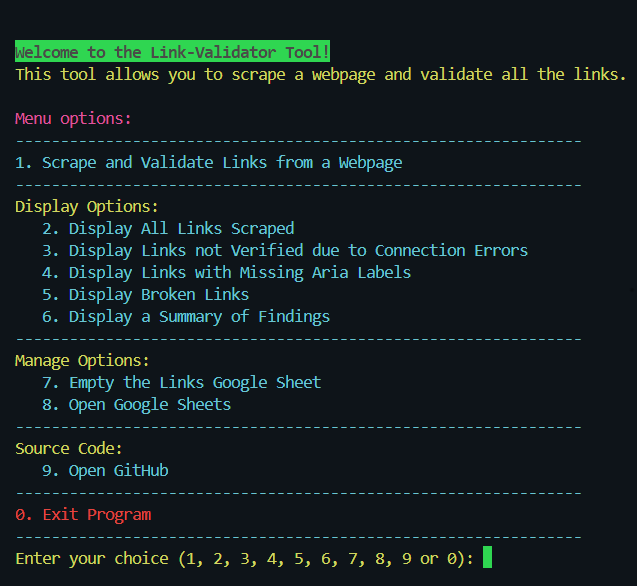 Welcome to the Link-Validator Tool!
This tool allows you to scrape a webpage and validate all the links.
Menu options:
---------------------------------------------------------------
1. Scrape and Validate Links from a Webpage
---------------------------------------------------------------
Display Options:
   2. Display All Links Scraped
   3. Display Links not Verified due to Connection Errors
   4. Display Links with Missing Aria Labels
   5. Display Broken Links
   6. Display a Summary of Findings
---------------------------------------------------------------
Manage Options:
   7. Empty the Links Google Sheet
   8. Open Google Sheets
---------------------------------------------------------------
Source Code:
   9. Open GitHub
---------------------------------------------------------------
0. Exit Program
---------------------------------------------------------------
Enter your choice (1, 2, 3, 4, 5, 6, 7, 8, 9 or 0):